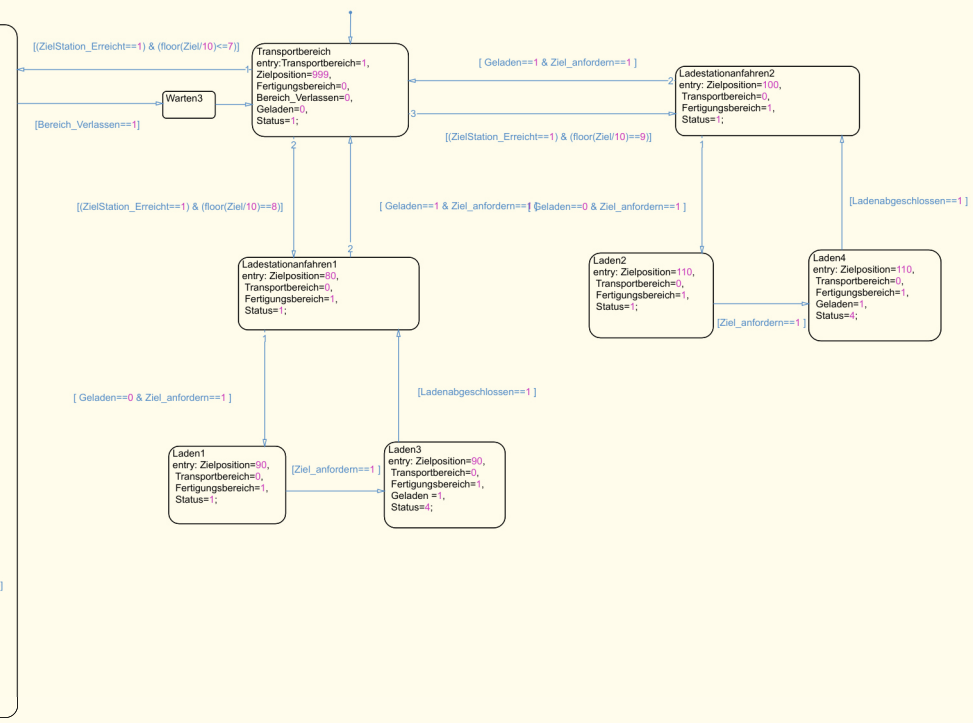 [(ZielStation_Erreicht==1) & (floor(Ziel/10)<=7)]
1
Transportbereich
entry:Transportbereich=1,
Zielposition=999,
Fertigungsbereich=0,
Bereich_Verlassen=0,
Geladen=0,
Status=1;
[ Geladen==1 & Ziel_anfordern==1 ]
2
Ladestationanfahren2
entry: Zielposition=100,
Transportbereich=0,
Fertigungsbereich=1,
Status=1;
Warten3
[Bereich_Verlassen==1]
3
[(ZielStation_Erreicht==1) & (floor(Ziel/10)==9)]
2
1
[(ZielStation_Erreicht==1) & (floor(Ziel/10)==8)]
[ Geladen==1 & Ziel_anfordern==1 ]
[ Geladen==0 & Ziel_anfordern==1 ]
[Ladenabgeschlossen==1 ]
2
Ladestationanfahren1
entry: Zielposition=80,
Transportbereich=0,
Fertigungsbereich=1,
Status=1;
1
Laden2
entry: Zielposition=110,
Transportbereich=0,
Fertigungsbereich=1,
Status=1;
[Ziel_anfordern==1 ]
Laden4
entry: Zielposition=110,
Transportbereich=0,
Fertigungsbereich=1,
Geladen=1,
Status=4;
[ Geladen==0 & Ziel_anfordern==1 ]
[Ladenabgeschlossen==1 ]
Laden1
entry: Zielposition=90,
Transportbereich=0,
Fertigungsbereich=1,
Status=1;
[Ziel_anfordern==1 ]
Laden3
entry: Zielposition=90,
Transportbereich=0,
Fertigungsbereich=1,
Geladen =1,
Status=4;
]